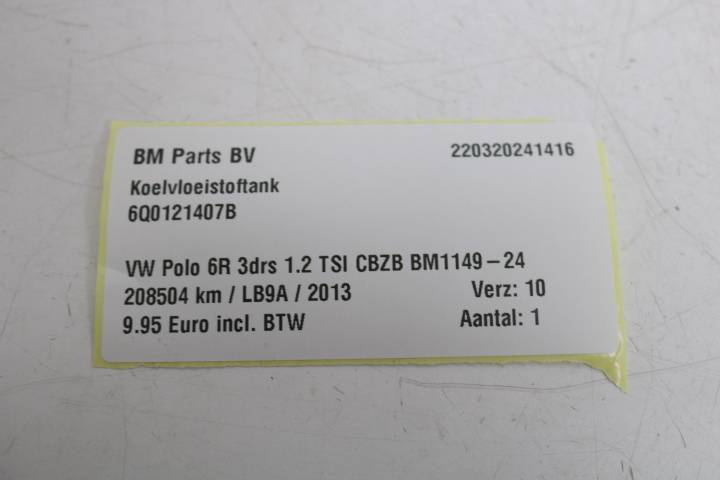 BM Parts BV 220320241416
Koelvloeistoftank
6Q0121407B
VW Polo 6R 3drs 1.2 TSI CBZB BM1149-24
208504 km / LB9A / 2013 Verz: 10
9.95 Euro incl. BTW Aantal: 1